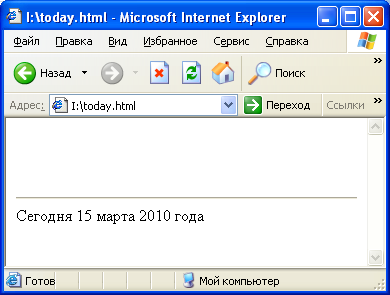 I:\today.html - Microsoft Internet Explorer
Файл Правка Вид Избранное Сервис Справка
Назад Поиск »
Адрес: I:\today.html Переход Ссылки »
Сегодня 15 марта 2010 года
Готов Мой компьютер